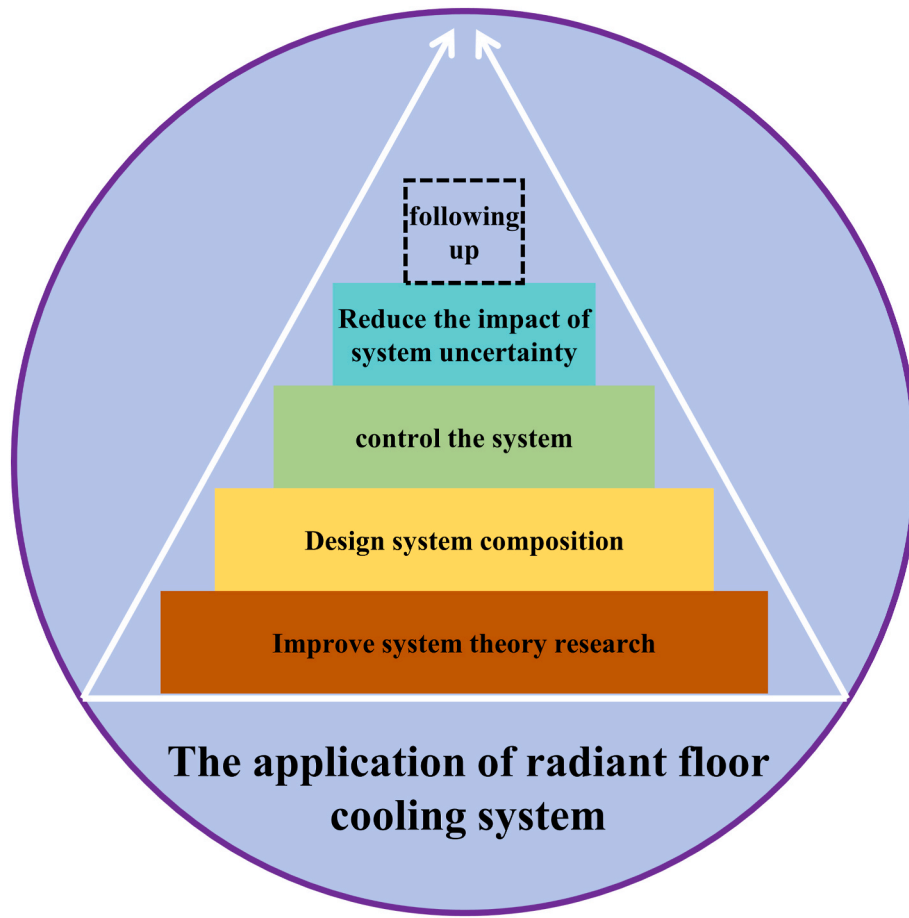 following
up
Reduce the impact of
system uncertainty
control the system
Design system composition
Improve system theory research
The application of radiant floor
cooling system